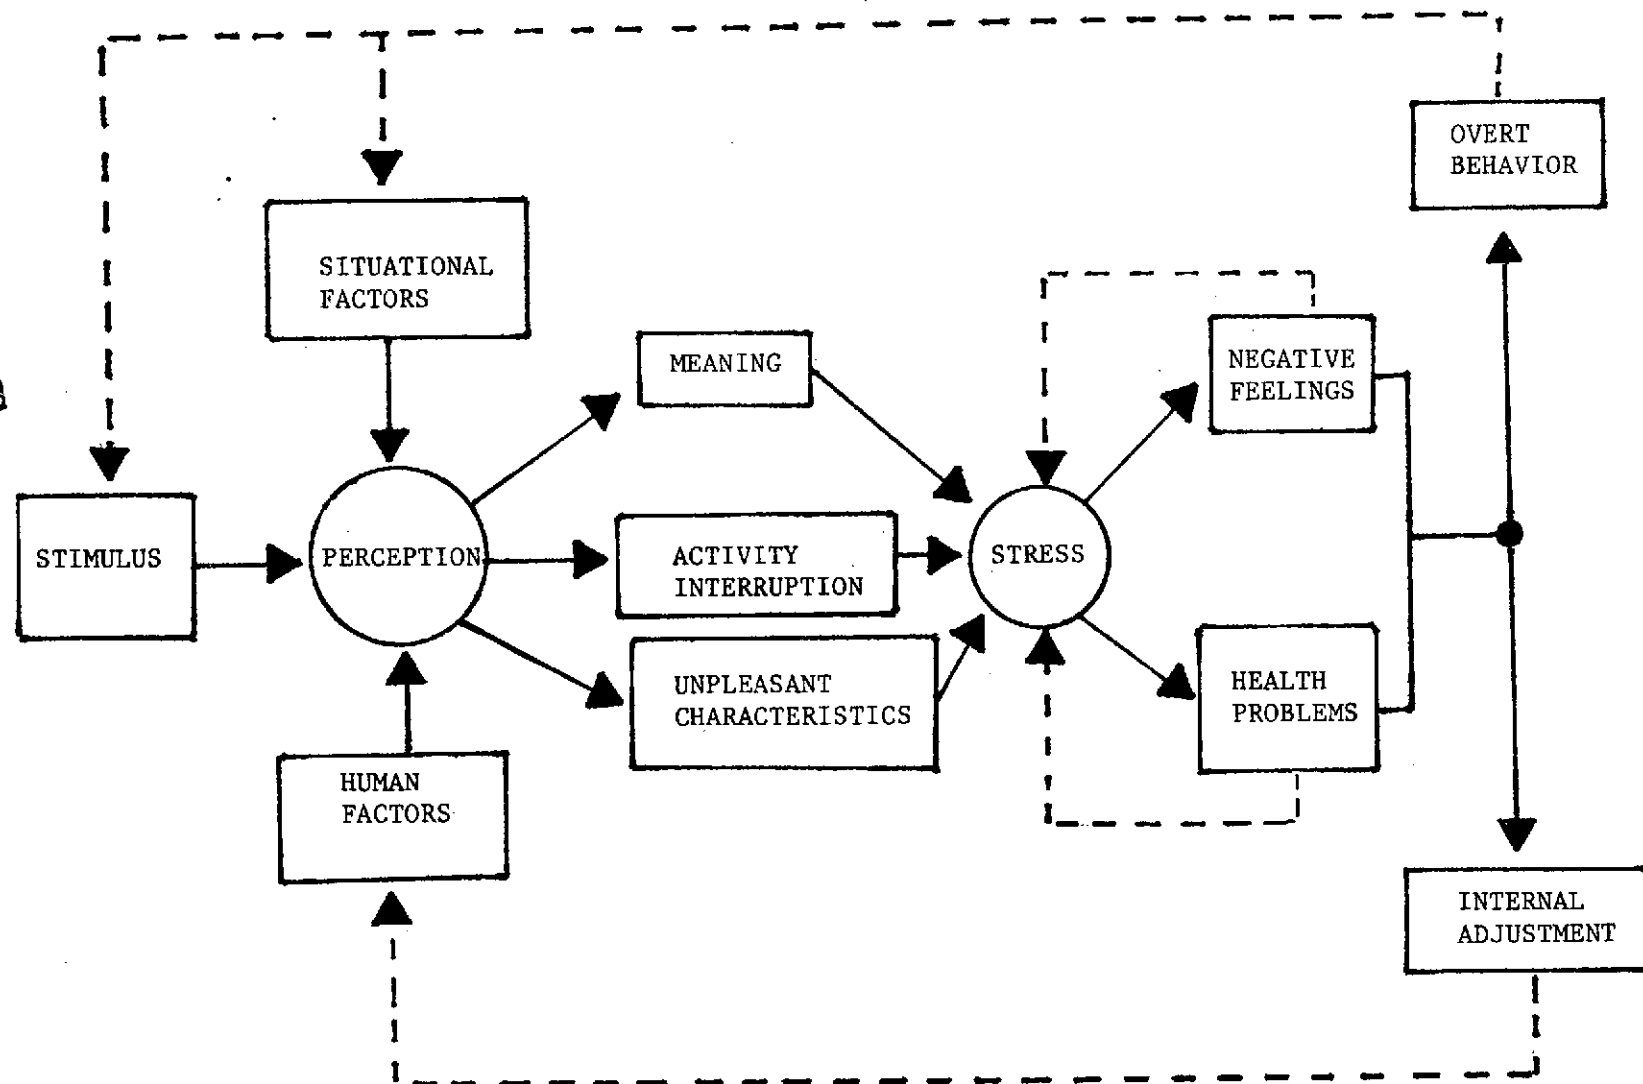 OVERT
BEHAVIOR
SITUATIONAL
FACTORS
MEANING
NEGATIVE
FEELINGS
STIMULUS
PERCEPTION
ACTIVITY
INTERRUPTION
STRESS
UNPLEASANT
CHARACTERISTICS
HEALTH
PROBLEMS
HUMAN
FACTORS
INTERNAL
ADJUSTMENT